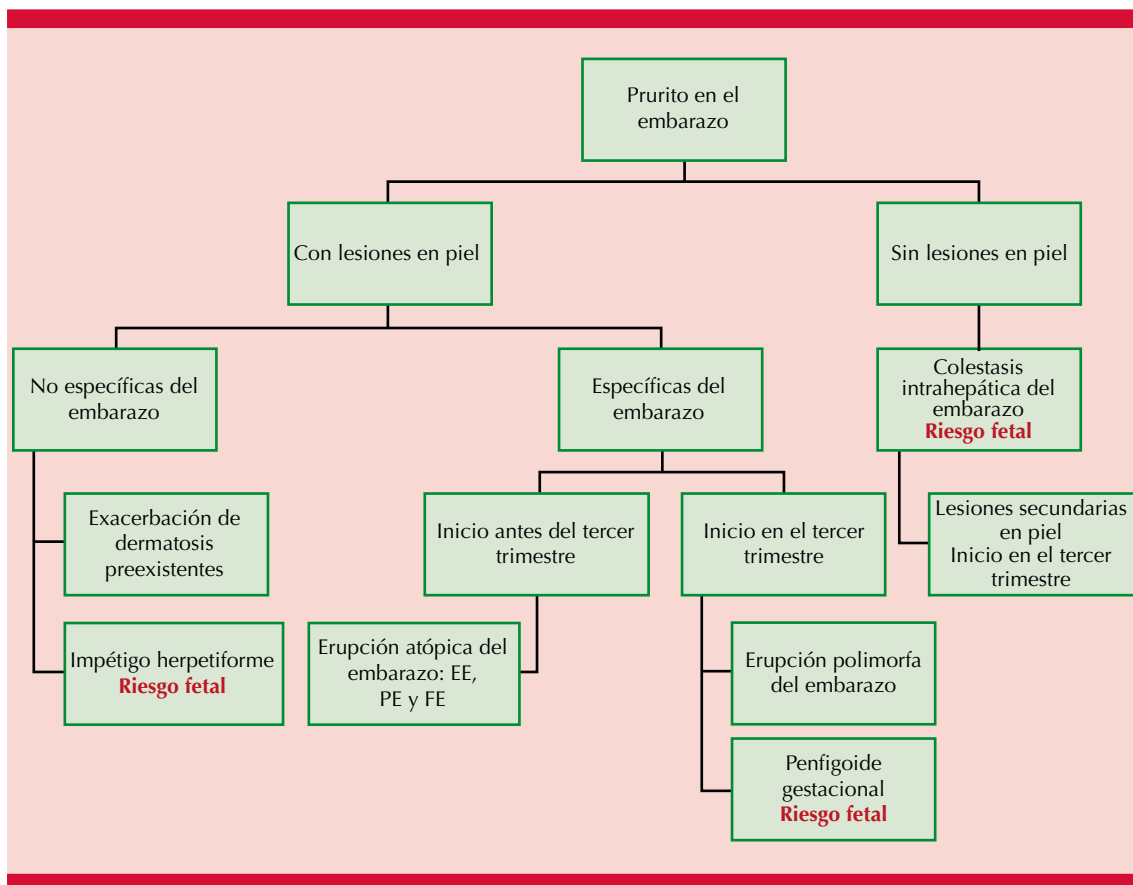 Prurito en el
embarazo
Con lesiones en piel
Sin lesiones en piel
No específicas del
embarazo
Específicas del
embarazo
Colestasis
intrahepática del
embarazo
Riesgo fetal
Exacerbación de
dermatosis
preexistentes
Inicio antes del tercer
trimestre
Inicio en el tercer
trimestre
Lesiones secundarias
en piel
Inicio en el tercer
trimestre
Impétigo herpetiforme
Riesgo fetal
Erupción atópica del
embarazo: EE,
PE y FE
Erupción polimorfa
del embarazo
Penfigoide
gestacional
Riesgo fetal